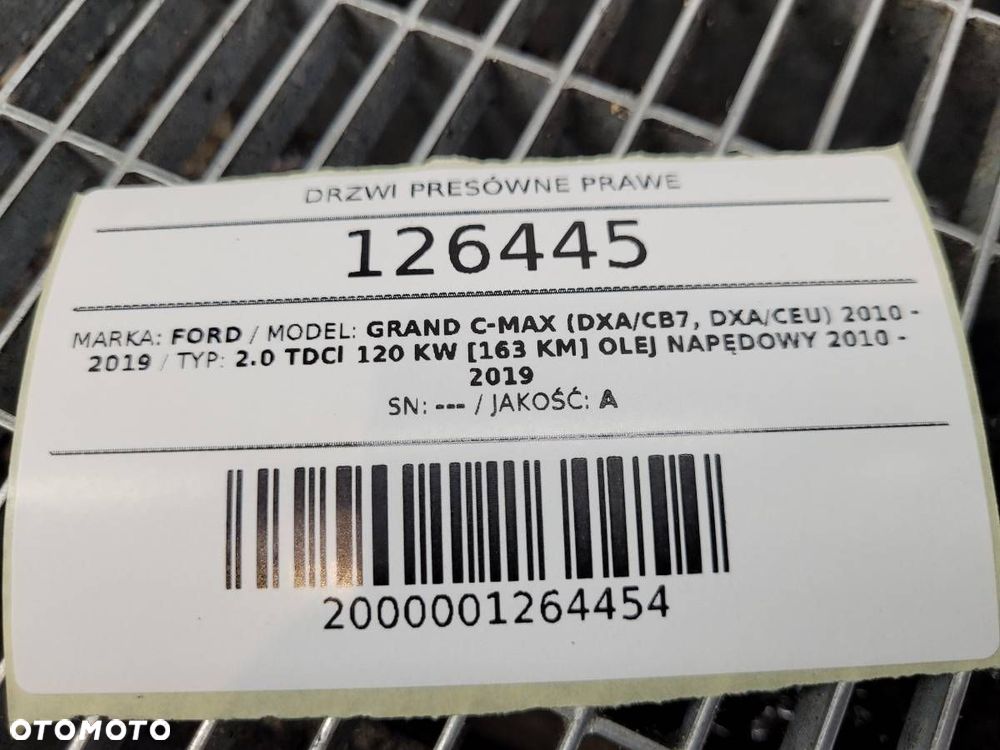 DRZWI PRESÓWNE PRAWE
126445
MARKA: FORD / MODEL: GRAND C-MAX (DXA/CB7, DXA/CEU) 2010 -
2019 / TYP: 2.0 TDCI 120 KW [163 KM] OLEJ NAPĘDOWY 2010 -
2019
SN: --- / JAKOŚĆ: A
2000001264454
OTOMOTO